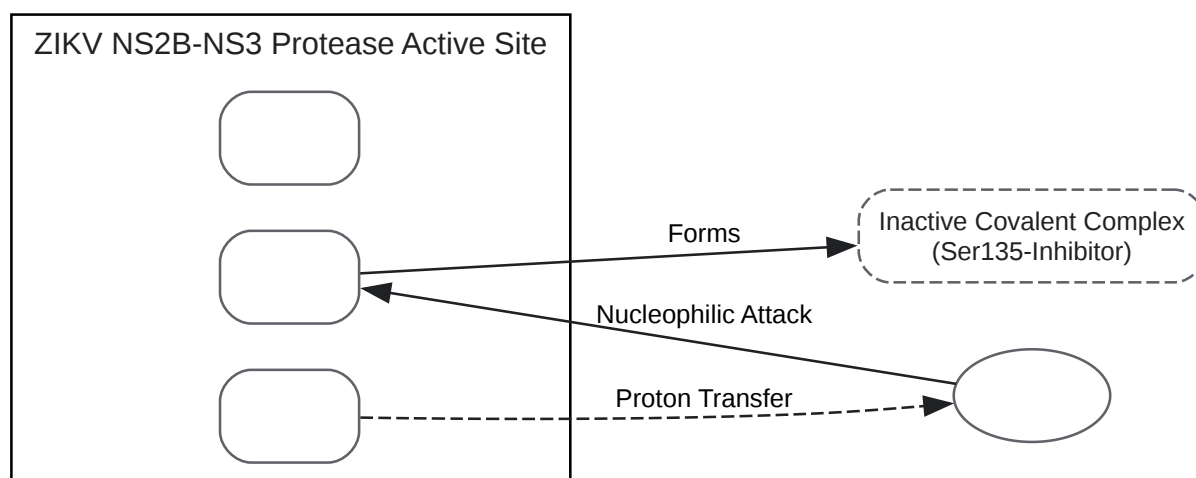 ZIKV NS2B-NS3 Protease Active Site
Inactive Covalent Complex
(Ser135-Inhibitor)
Forms
Nucleophilic Attack
Proton Transfer